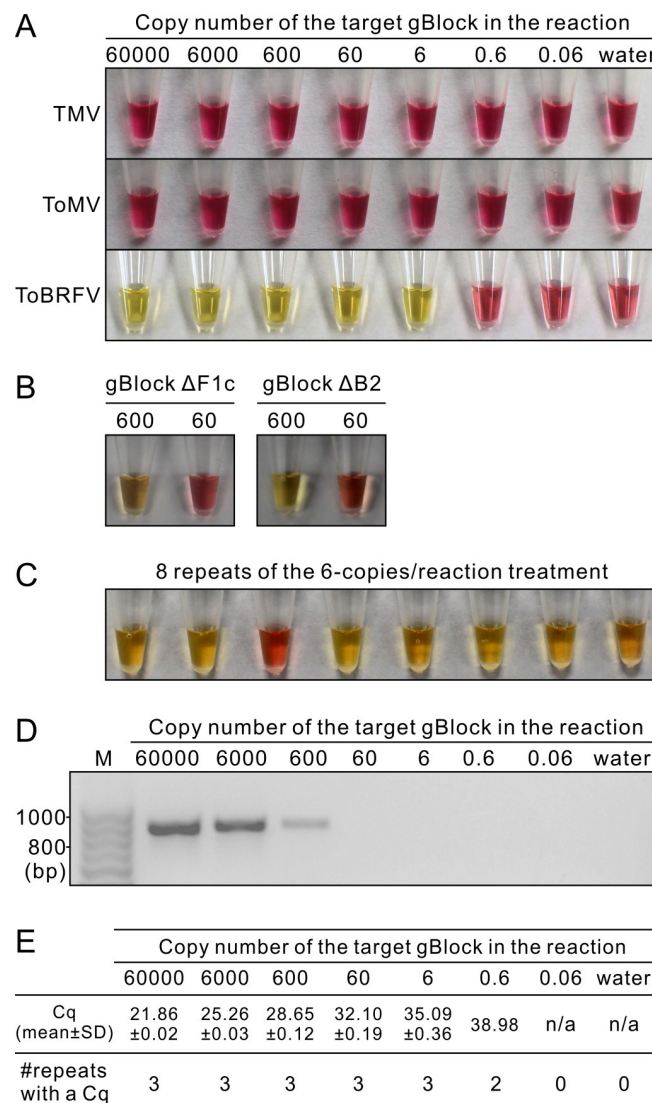 A
Copy number of the target gBlock in the reaction
60000 6000 600 60 6 0.6 0.06 water
TMV
ToMV
ToBRFV
B
gBlock ΔF1c gBlock ΔB2
600 60 600 60
C
8 repeats of the 6-copies/reaction treatment
D
Copy number of the target gBlock in the reaction
M 60000 6000 600 60 6 0.6 0.06 water
1000
800
(bp)
E
Copy number of the target gBlock in the reaction
60000 6000 600 60 6 0.6 0.06 water
Cq 21.86 25.26 28.65 32.10 35.09 38.98 n/a n/a
(mean±SD) ±0.02 ±0.03 ±0.12 ±0.19 ±0.36
#repeats
with a Cq 3 3 3 3 3 2 0 0